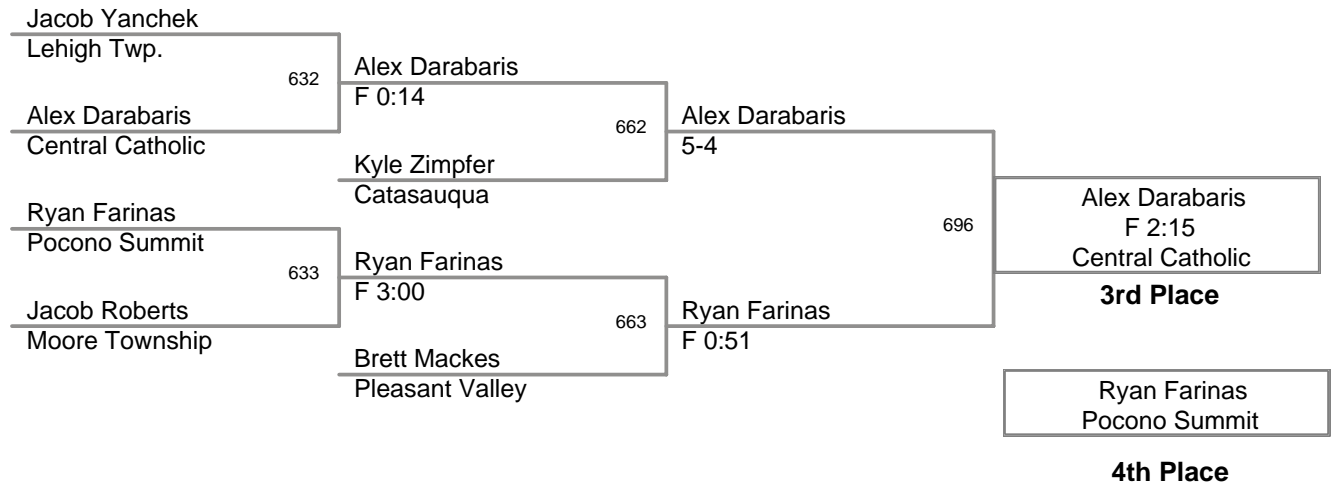 Jacob Yanchek
Lehigh Twp.
632
Alex Darabaris
Central Catholic
Ryan Farinas
Pocono Summit
633
Jacob Roberts
Moore Township
Alex Darabaris
F 0:14
662
Kyle Zimpfer
Catasauqua
Ryan Farinas
F 3:00
663
Brett Mackes
Pleasant Valley
Alex Darabaris
5-4
696
Ryan Farinas
F 0:51
Alex Darabaris
F 2:15
Central Catholic
3rd Place
Ryan Farinas
Pocono Summit
4th Place